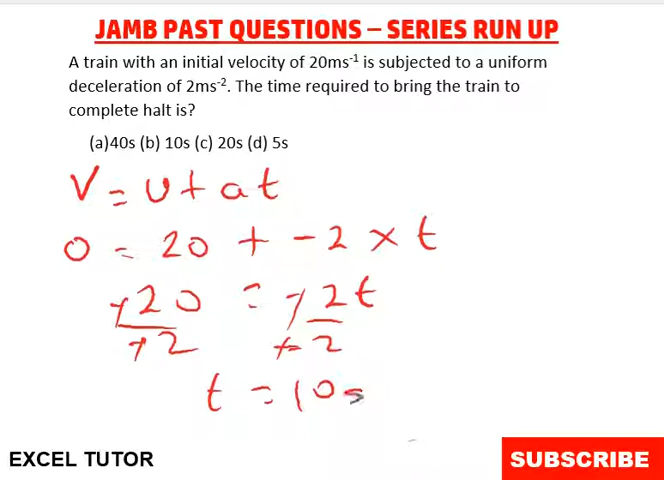 JAMB PAST QUESTIONS – SERIES RUN UP
A train with an initial velocity of 20ms⁻¹ is subjected to a uniform
deceleration of 2ms⁻². The time required to bring the train to
complete halt is?
(a)40s (b) 10s (c) 20s (d) 5s
V = U + at
0 = 20 + -2 × t
-20 = -2t
-2 -2
t = 10s
EXCEL TUTOR
SUBSCRIBE